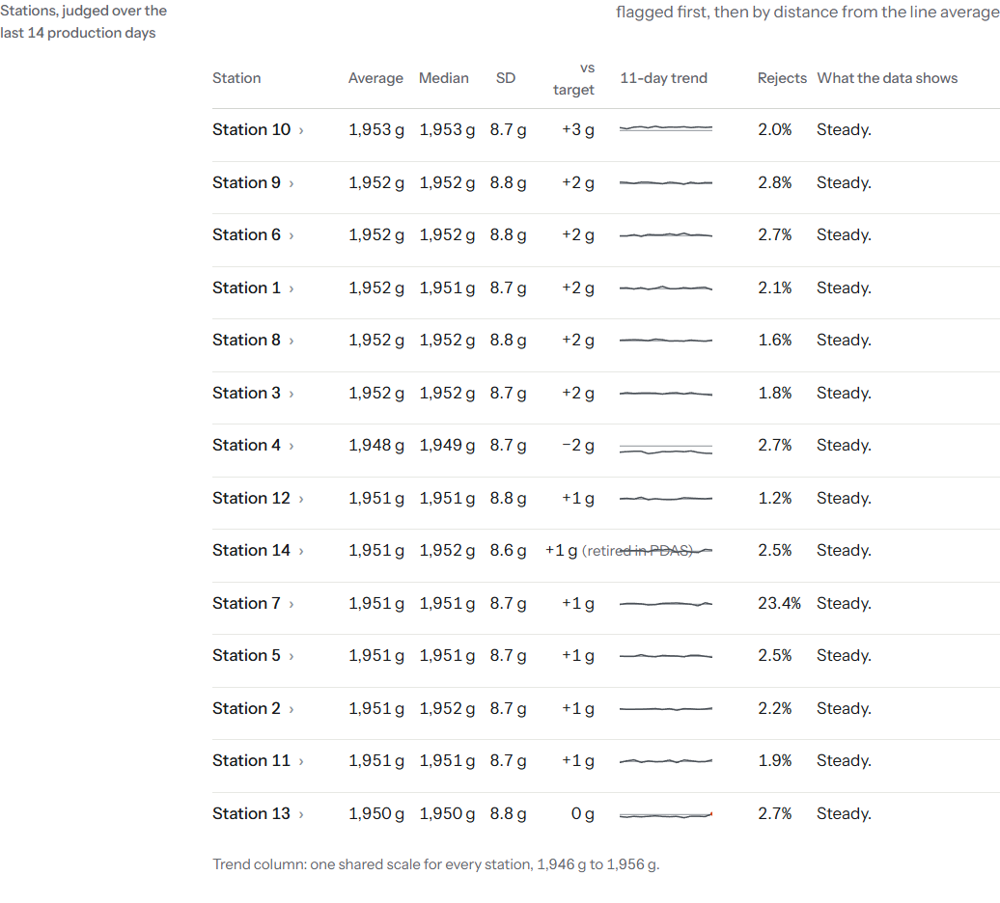 Stations, judged over the
last 14 production days
flagged first, then by distance from the line average
Station Average Median SD vs target 11-day trend Rejects What the data shows
Station 10 › 1,953 g 1,953 g 8.7 g +3 g 2.0% Steady.
Station 9 › 1,952 g 1,952 g 8.8 g +2 g 2.8% Steady.
Station 6 › 1,952 g 1,952 g 8.8 g +2 g 2.7% Steady.
Station 1 › 1,952 g 1,951 g 8.7 g +2 g 2.1% Steady.
Station 8 › 1,952 g 1,952 g 8.8 g +2 g 1.6% Steady.
Station 3 › 1,952 g 1,952 g 8.7 g +2 g 1.8% Steady.
Station 4 › 1,948 g 1,949 g 8.7 g −2 g 2.7% Steady.
Station 12 › 1,951 g 1,951 g 8.8 g +1 g 1.2% Steady.
Station 14 › 1,951 g 1,952 g 8.6 g +1 g (retired in PDAS) 2.5% Steady.
Station 7 › 1,951 g 1,951 g 8.7 g +1 g 23.4% Steady.
Station 5 › 1,951 g 1,951 g 8.7 g +1 g 2.5% Steady.
Station 2 › 1,951 g 1,952 g 8.7 g +1 g 2.2% Steady.
Station 11 › 1,951 g 1,951 g 8.7 g +1 g 1.9% Steady.
Station 13 › 1,950 g 1,950 g 8.8 g 0 g 2.7% Steady.
Trend column: one shared scale for every station, 1,946 g to 1,956 g.